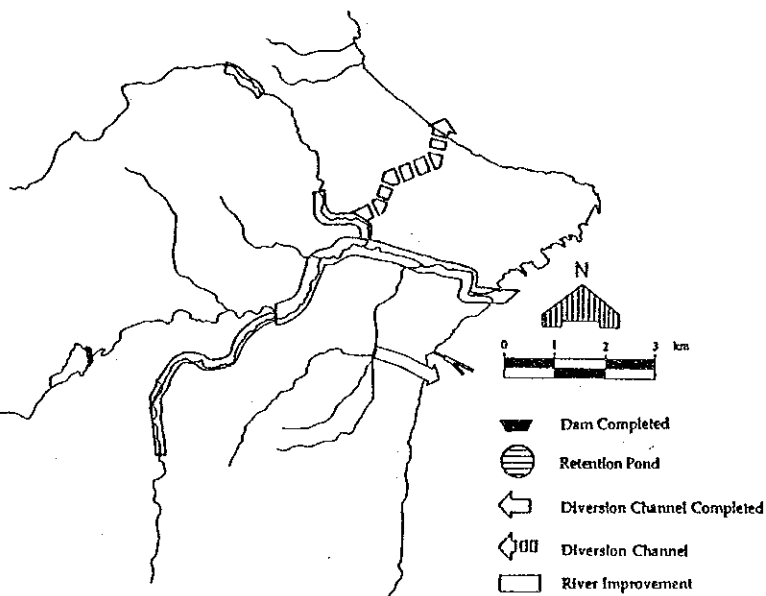 N
0 1 2 3 km
Dam Completed
Retention Pond
Diversion Channel Completed
Diversion Channel
River Improvement